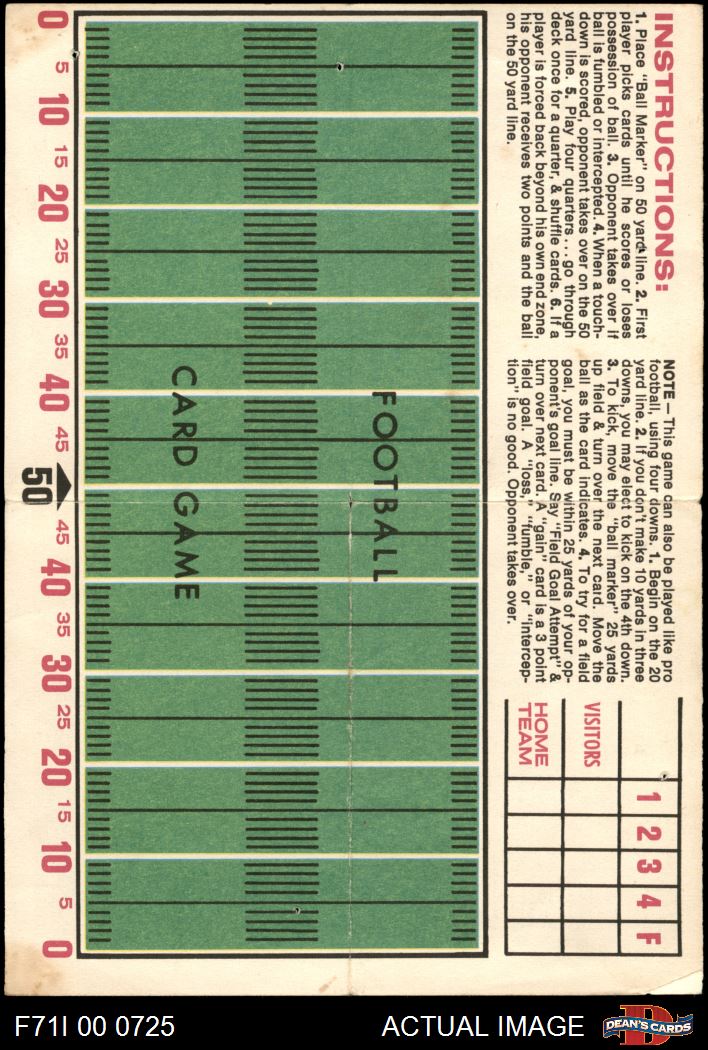 INSTRUCTIONS:
1. Place "Ball Marker" on 50 yard line. 2. First
player picks cards until he scores or loses
possession of ball. 3. Opponent takes over if
ball is fumbled or intercepted. 4. When a touch-
down is scored, opponent takes over on the 50
yard line. 5. Play four quarters... go through
deck once for a quarter, & shuffle cards. 6. If a
player is forced back beyond his own end zone,
his opponent receives two points and the ball
on the 50 yard line.
NOTE — This game can also be played like pro
football, using four downs. 1. Begin on the 20
yard line. 2. If you don't make 10 yards in three
downs, you may elect to kick on the 4th down.
3. To kick, move the "ball marker" 25 yards
up field & turn over the next card. Move the
ball as the card indicates. 4. To try for a field
goal, you must be within 25 yards of your op-
ponent's goal line. Say "Field Goal Attempt" &
turn over next card. A "gain" card is a 3 point
field goal. A "loss," "fumble," or "intercep-
tion" is no good. Opponent takes over.
1 2 3 4 F
VISITORS
HOME
TEAM
FOOTBALL
CARD GAME
0 5 10 15 20 25 30 35 40 45 50 45 40 35 30 25 20 15 10 5 0
F71I 00 0725
ACTUAL IMAGE
D
DEAN'S CARDS